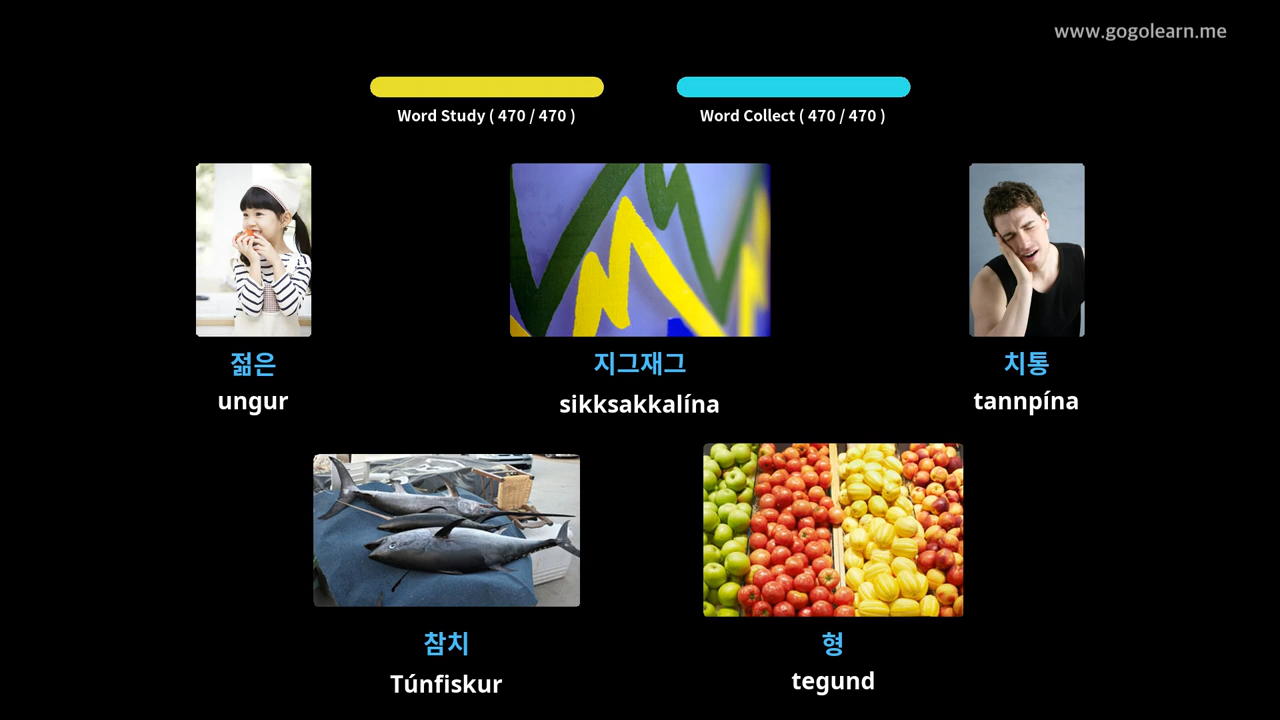 www.gogolearn.me
Word Study ( 470 / 470 )
Word Collect ( 470 / 470 )
젊은
ungur
지그재그
sikksakkalína
치통
tannpína
참치
Túnfiskur
형
tegund